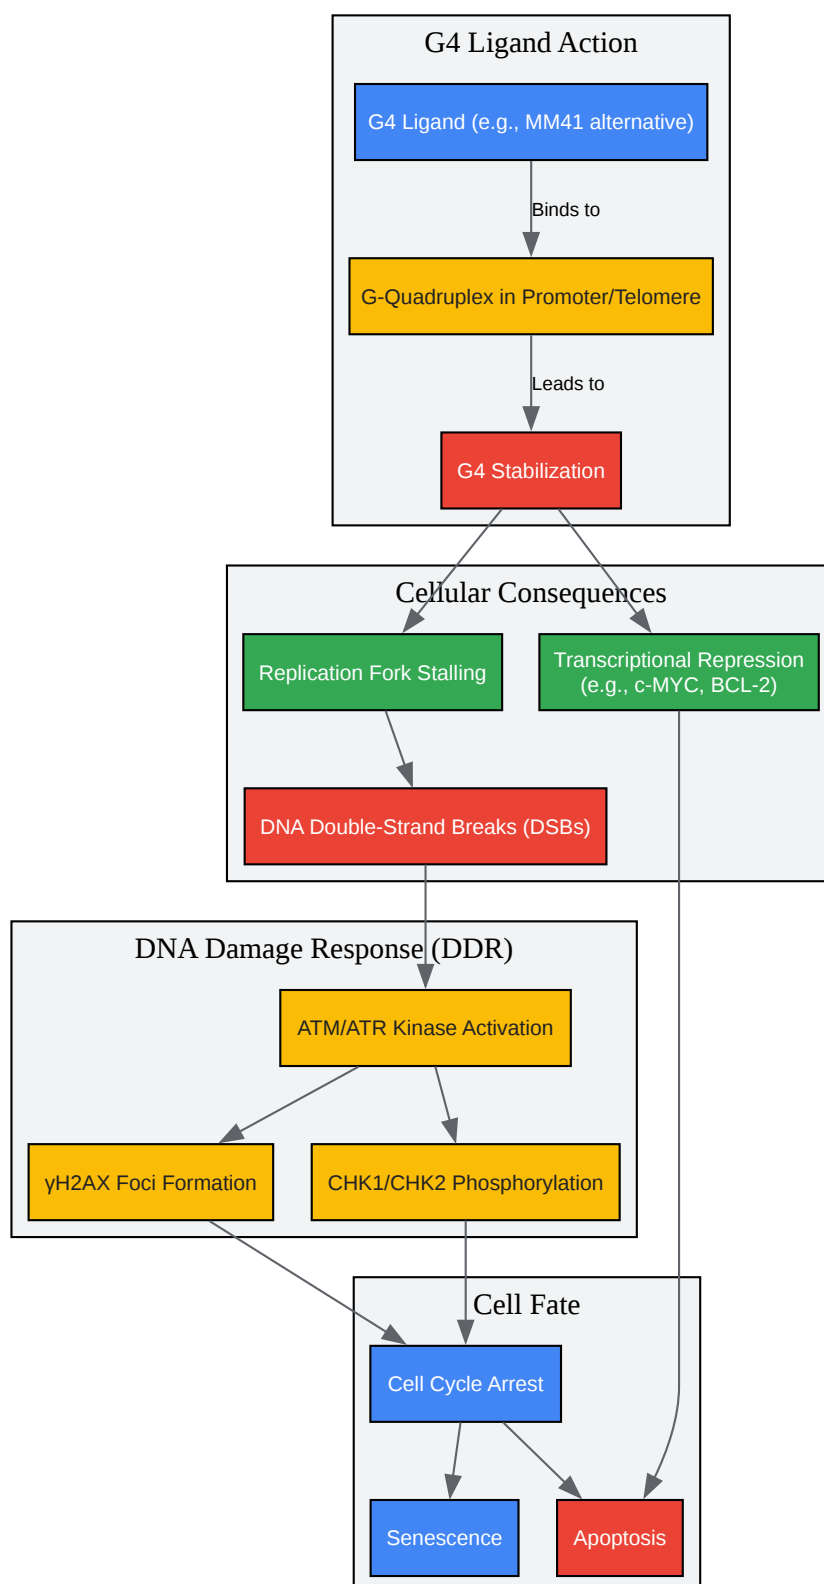 G4 Ligand Action
G4 Ligand (e.g., MM41 alternative)
Binds to
G-Quadruplex in Promoter/Telomere
Leads to
G4 Stabilization
Cellular Consequences
Replication Fork Stalling
Transcriptional Repression
(e.g., c-MYC, BCL-2)
DNA Double-Strand Breaks (DSBs)
DNA Damage Response (DDR)
ATM/ATR Kinase Activation
γH2AX Foci Formation
CHK1/CHK2 Phosphorylation
Cell Fate
Cell Cycle Arrest
Senescence
Apoptosis